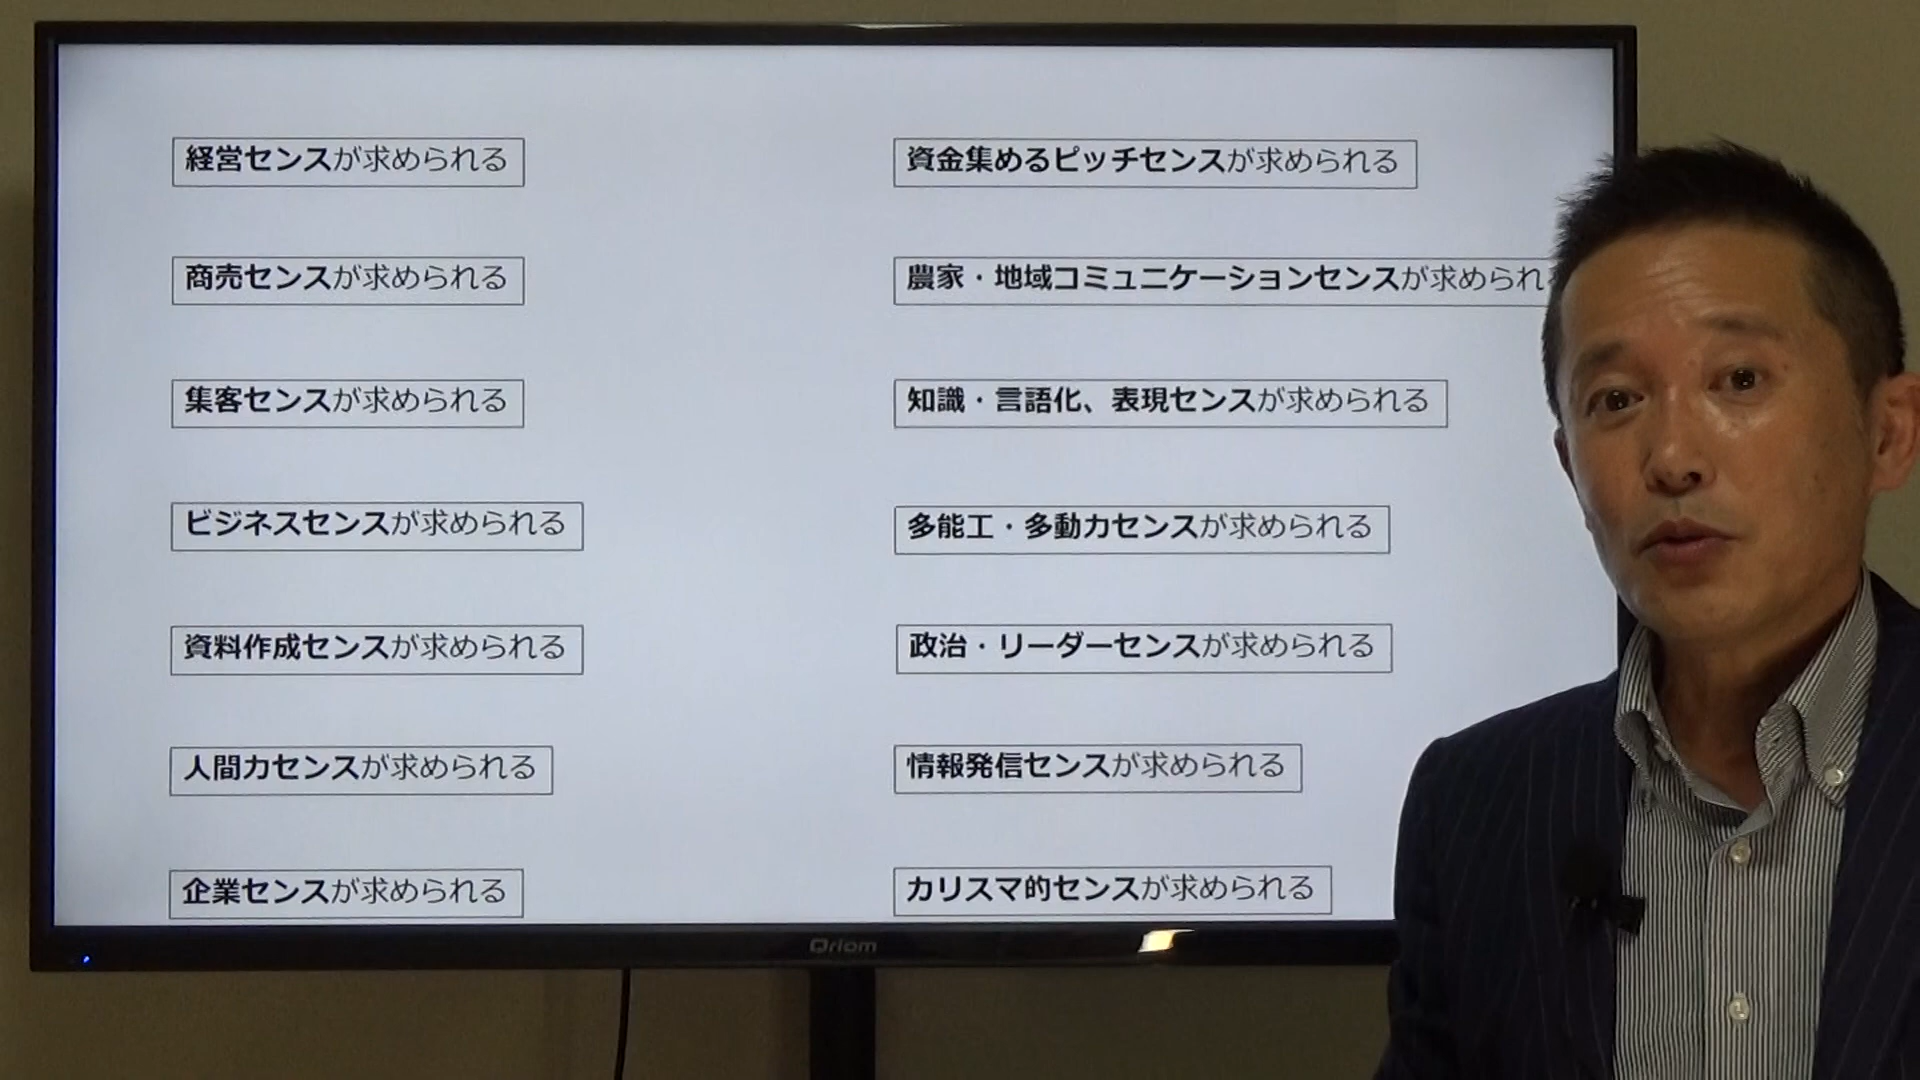 経営センスが求められる
商売センスが求められる
集客センスが求められる
ビジネスセンスが求められる
資料作成センスが求められる
人間力センスが求められる
企業センスが求められる
資金集めるピッチセンスが求められる
農家・地域コミュニケーションセンスが求められ
知識・言語化、表現センスが求められる
多能工・多動力センスが求められる
政治・リーダーセンスが求められる
情報発信センスが求められる
カリスマ的センスが求められる
Qriom